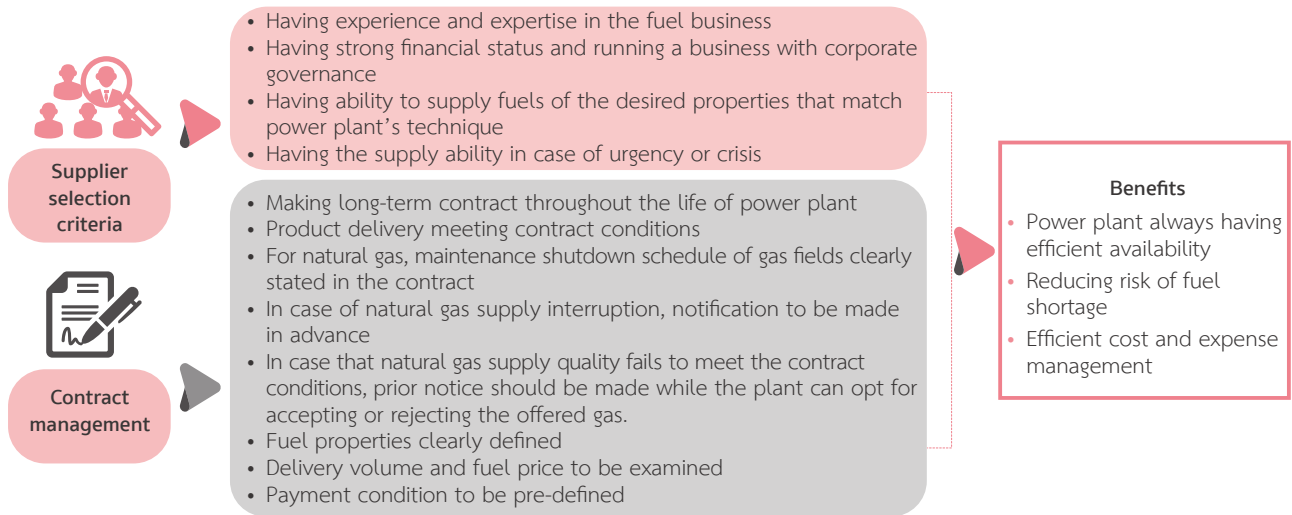 Supplier
selection
criteria
• Having experience and expertise in the fuel business
• Having strong financial status and running a business with corporate
governance
• Having ability to supply fuels of the desired properties that match
power plant's technique
• Having the supply ability in case of urgency or crisis
Contract
management
• Making long-term contract throughout the life of power plant
• Product delivery meeting contract conditions
• For natural gas, maintenance shutdown schedule of gas fields clearly
stated in the contract
• In case of natural gas supply interruption, notification to be made
in advance
• In case that natural gas supply quality fails to meet the contract
conditions, prior notice should be made while the plant can opt for
accepting or rejecting the offered gas.
• Fuel properties clearly defined
• Delivery volume and fuel price to be examined
• Payment condition to be pre-defined
Benefits
• Power plant always having
efficient availability
• Reducing risk of fuel
shortage
• Efficient cost and expense
management